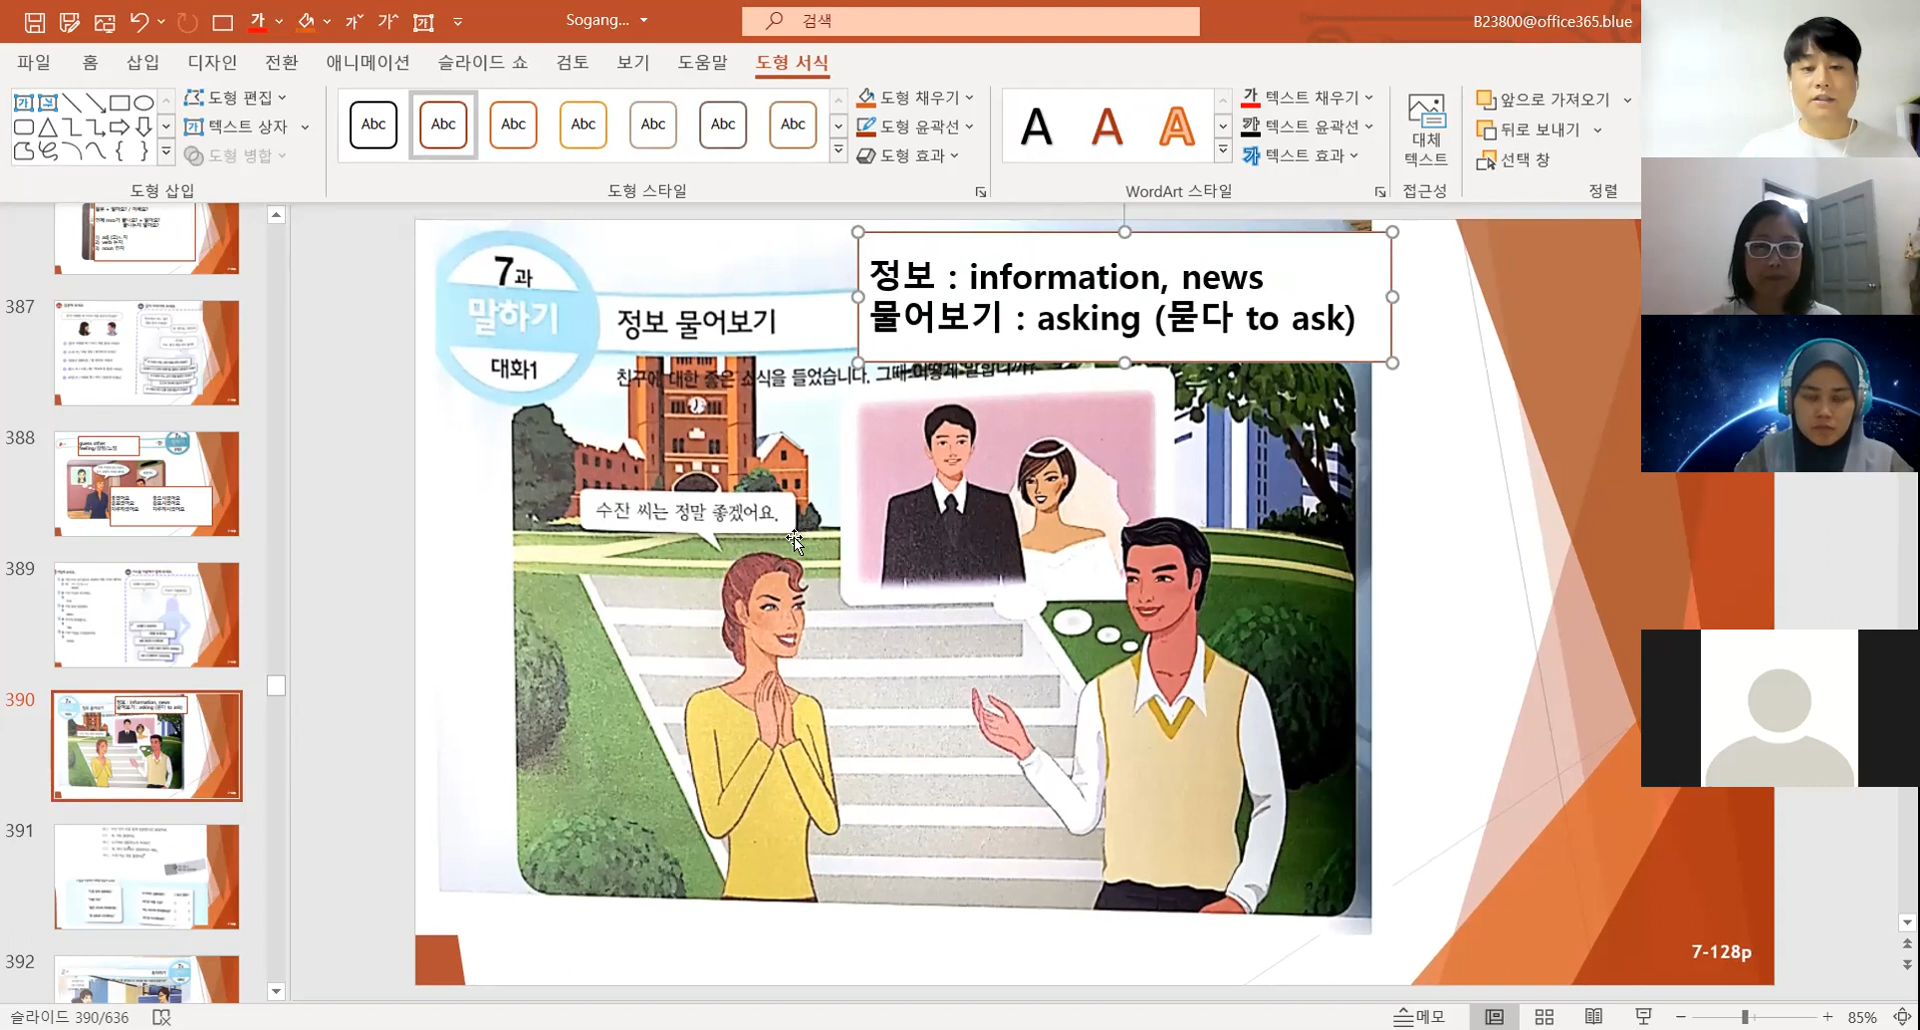 Sogang...
검색
B23800@office365.blue
파일 홈 삽입 디자인 전환 애니메이션 슬라이드 쇼 검토 보기 도움말 도형 서식
도형 편집
텍스트 상자
도형 병합
도형 삽입
Abc Abc Abc Abc Abc Abc Abc
도형 채우기
도형 윤곽선
도형 효과
도형 스타일
A A A
텍스트 채우기
텍스트 윤곽선
텍스트 효과
WordArt 스타일
대체
텍스트
접근성
앞으로 가져오기
뒤로 보내기
선택 창
정렬
387
388
389
390
391
392
7과
말하기
대화1
정보 물어보기
정보 : information, news
물어보기 : asking (묻다 to ask)
친구에 대한 좋은 소식을 들었습니다. 그때 어떻게 말합니까?
수잔 씨는 정말 좋겠어요.
7-128p
슬라이드 390/636
메모
85%